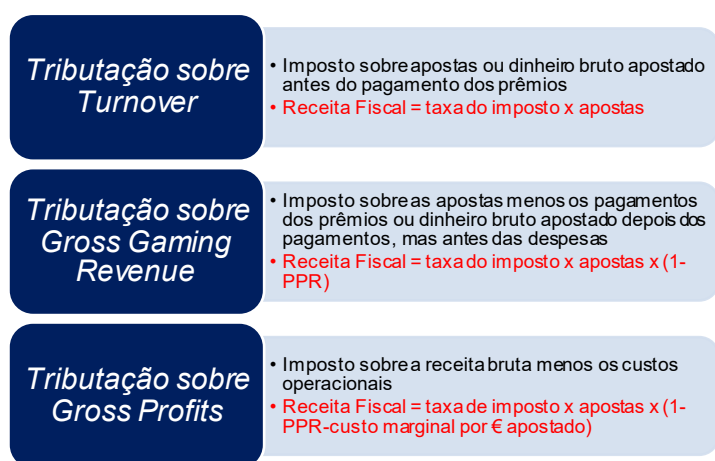 Tributação sobre
Turnover
• Imposto sobre apostas ou dinheiro bruto apostado
antes do pagamento dos prêmios
• Receita Fiscal = taxa do imposto x apostas
Tributação sobre
Gross Gaming
Revenue
• Imposto sobre as apostas menos os pagamentos
dos prêmios ou dinheiro bruto apostado depois dos
pagamentos, mas antes das despesas
• Receita Fiscal = taxa do imposto x apostas x (1-
PPR)
Tributação sobre
Gross Profits
• Imposto sobre a receita bruta menos os custos
operacionais
• Receita Fiscal = taxa de imposto x apostas x (1-
PPR-custo marginal por € apostado)